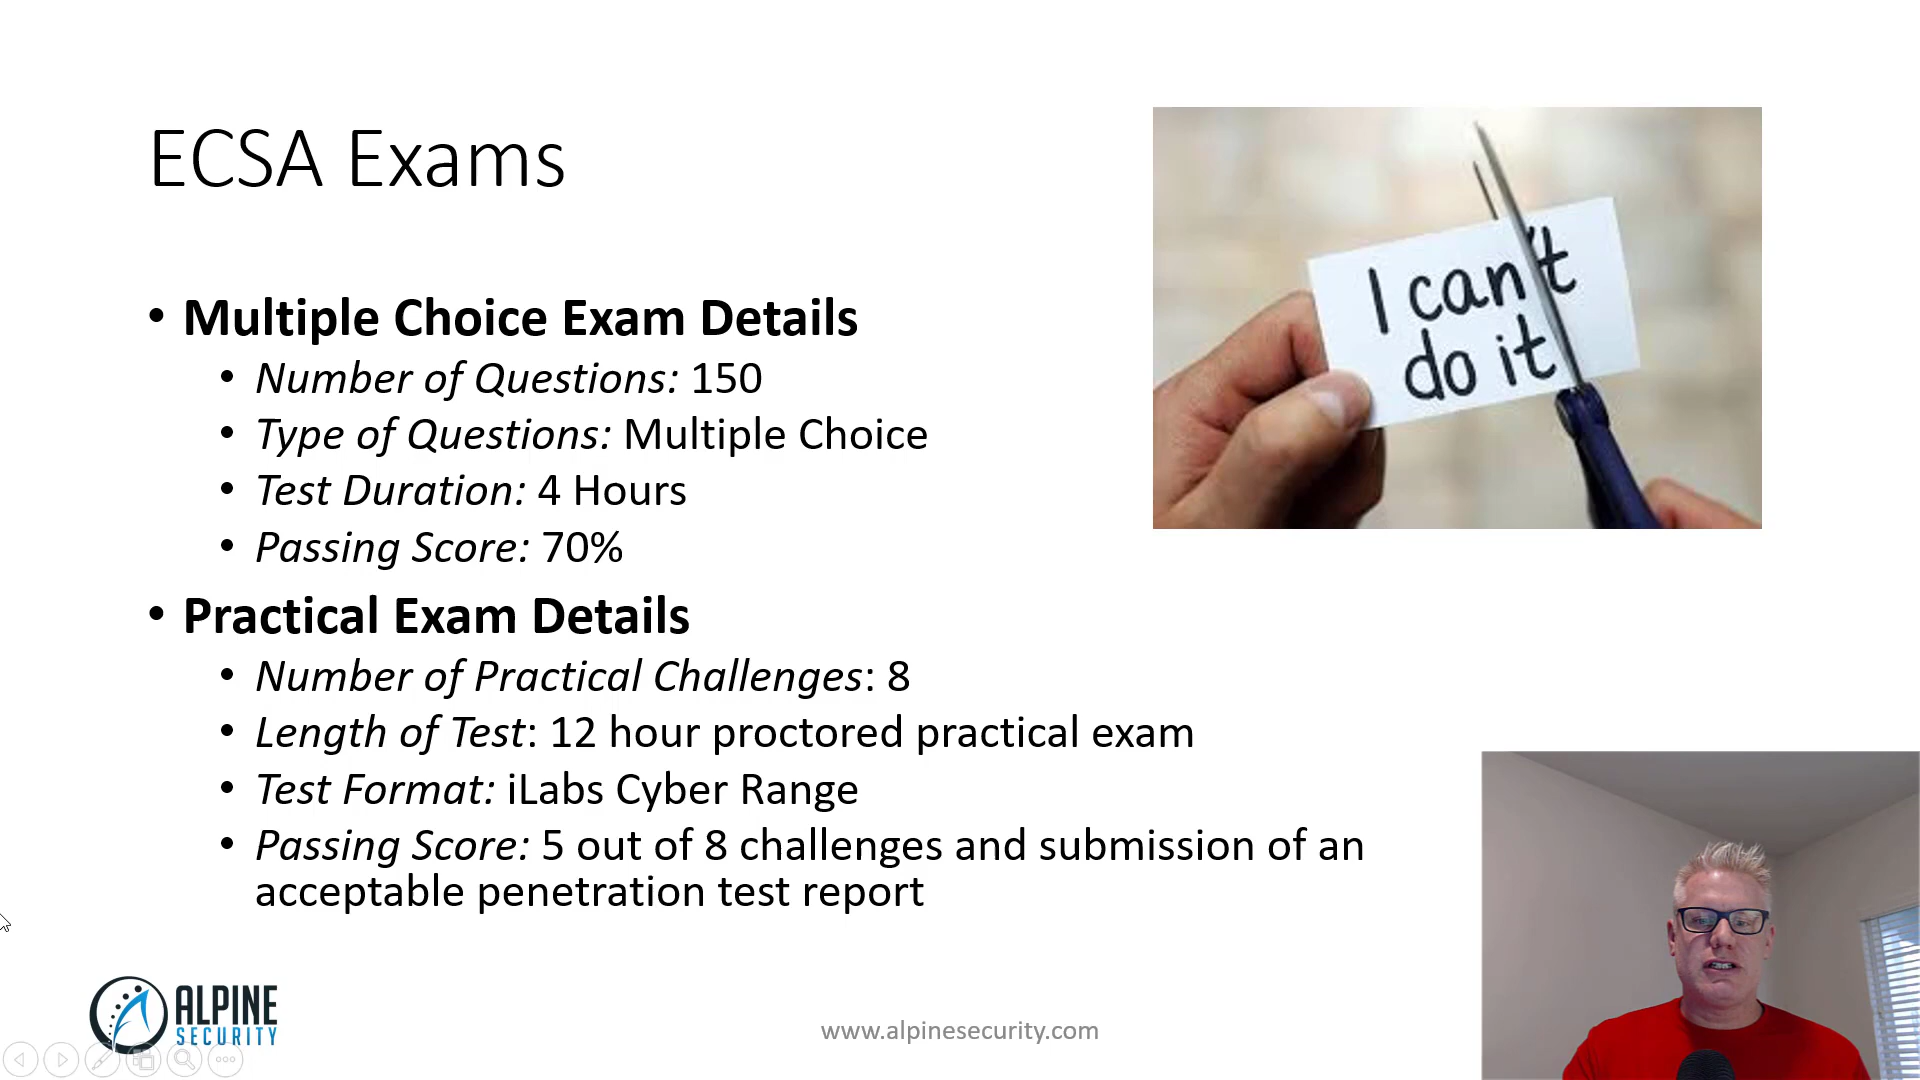 ECSA Exams
• Multiple Choice Exam Details
• Number of Questions: 150
• Type of Questions: Multiple Choice
• Test Duration: 4 Hours
• Passing Score: 70%
• Practical Exam Details
• Number of Practical Challenges: 8
• Length of Test: 12 hour proctored practical exam
• Test Format: iLabs Cyber Range
• Passing Score: 5 out of 8 challenges and submission of an
acceptable penetration test report
I can't
do it
ALPINE
SECURITY
www.alpinesecurity.com